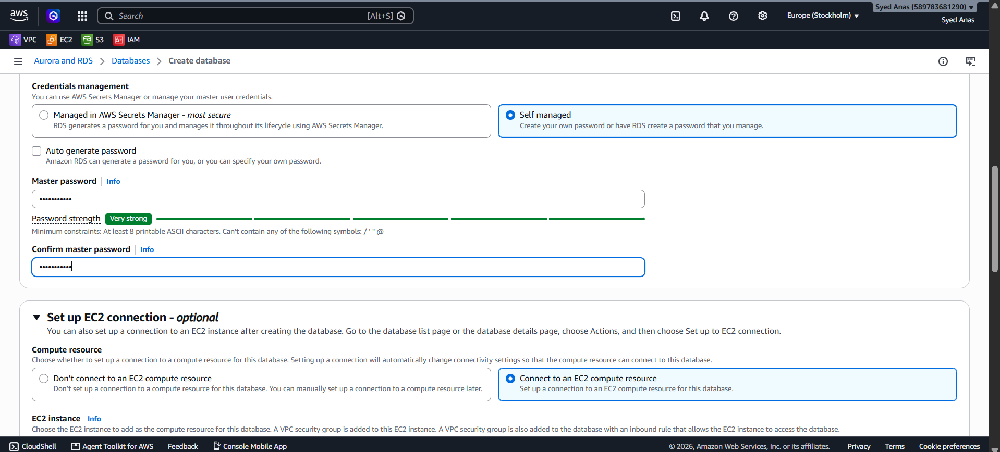 Syed Anas (589783681290)
aws
Search [Alt+S]
Europe (Stockholm)
Syed Anas
VPC EC2 S3 IAM
Aurora and RDS Databases Create database
Credentials management
You can use AWS Secrets Manager or manage your master user credentials.
Managed in AWS Secrets Manager - most secure
RDS generates a password for you and manages it throughout its lifecycle using AWS Secrets Manager.
Self managed
Create your own password or have RDS create a password that you manage.
Auto generate password
Amazon RDS can generate a password for you, or you can specify your own password.
Master password Info
•••••••••••
Password strength Very strong
Minimum constraints: At least 8 printable ASCII characters. Can't contain any of the following symbols: / ' " @
Confirm master password Info
•••••••••••
Set up EC2 connection - optional
You can also set up a connection to an EC2 instance after creating the database. Go to the database list page or the database details page, choose Actions, and then choose Set up to EC2 connection.
Compute resource
Choose whether to set up a connection to a compute resource for this database. Setting up a connection will automatically change connectivity settings so that the compute resource can connect to this database.
Don’t connect to an EC2 compute resource
Don’t set up a connection to a compute resource for this database. You can manually set up a connection to a compute resource later.
Connect to an EC2 compute resource
Set up a connection to an EC2 compute resource for this database.
EC2 instance Info
Choose the EC2 instance to add as the compute resource for this database. A VPC security group is added to this EC2 instance. A VPC security group is also added to the database with an inbound rule that allows the EC2 instance to access the database.
CloudShell Agent Toolkit for AWS Feedback Console Mobile App © 2026, Amazon Web Services, Inc. or its affiliates. Privacy Terms Cookie preferences